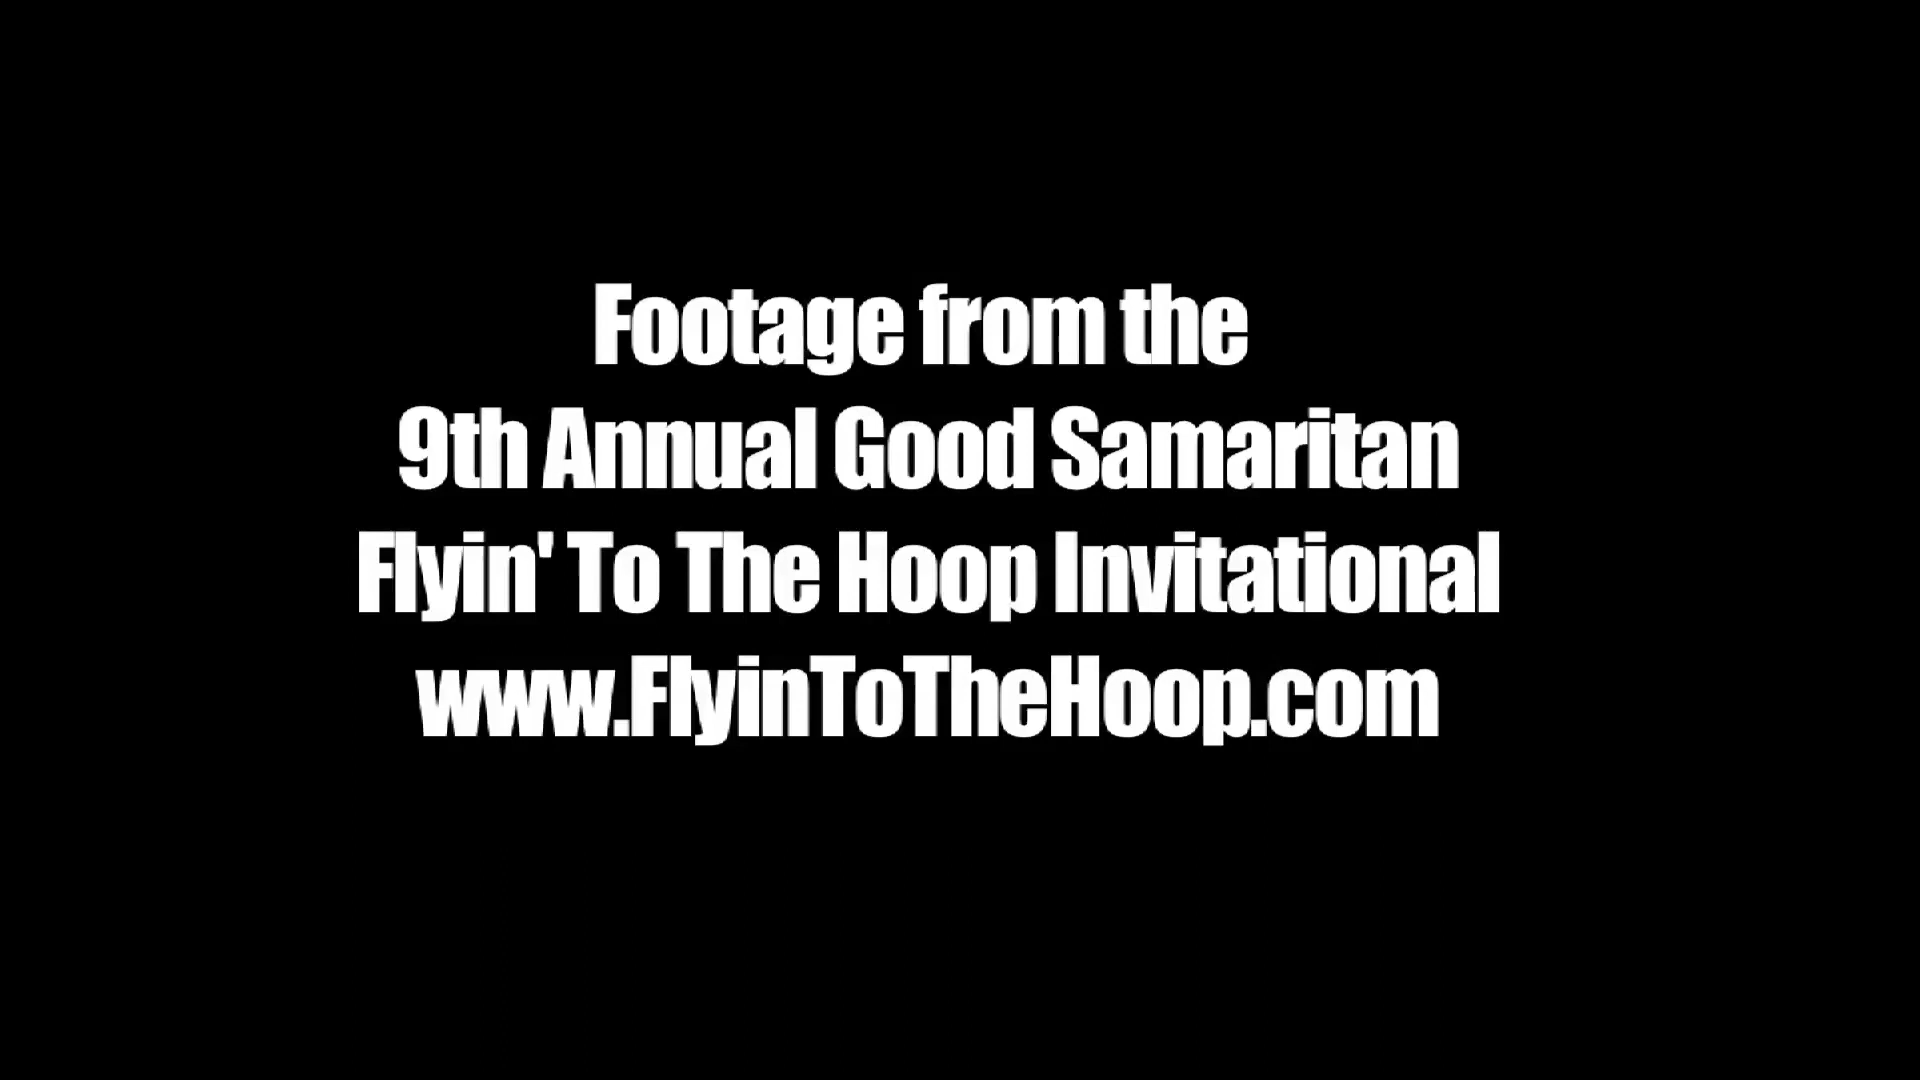 Footage from the
9th Annual Good Samaritan
Flyin' To The Hoop Invitational
www.FlyinToTheHoop.com